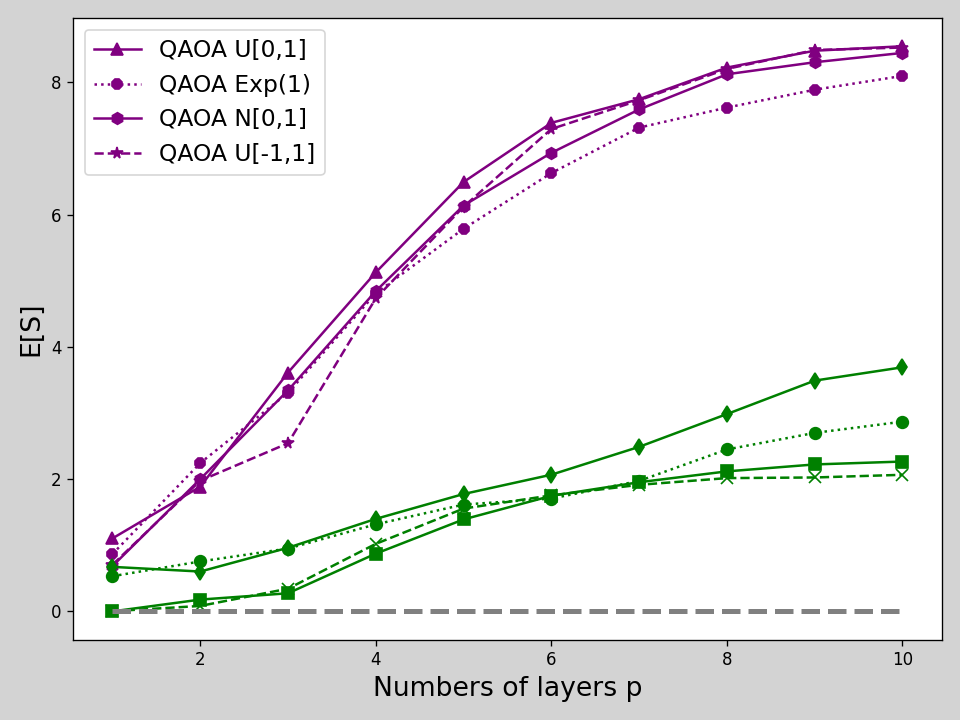 QAOA U[0,1]
QAOA Exp(1)
QAOA N[0,1]
QAOA U[-1,1]
8
6
4
2
0
E[S]
2 4 6 8 10
Numbers of layers p